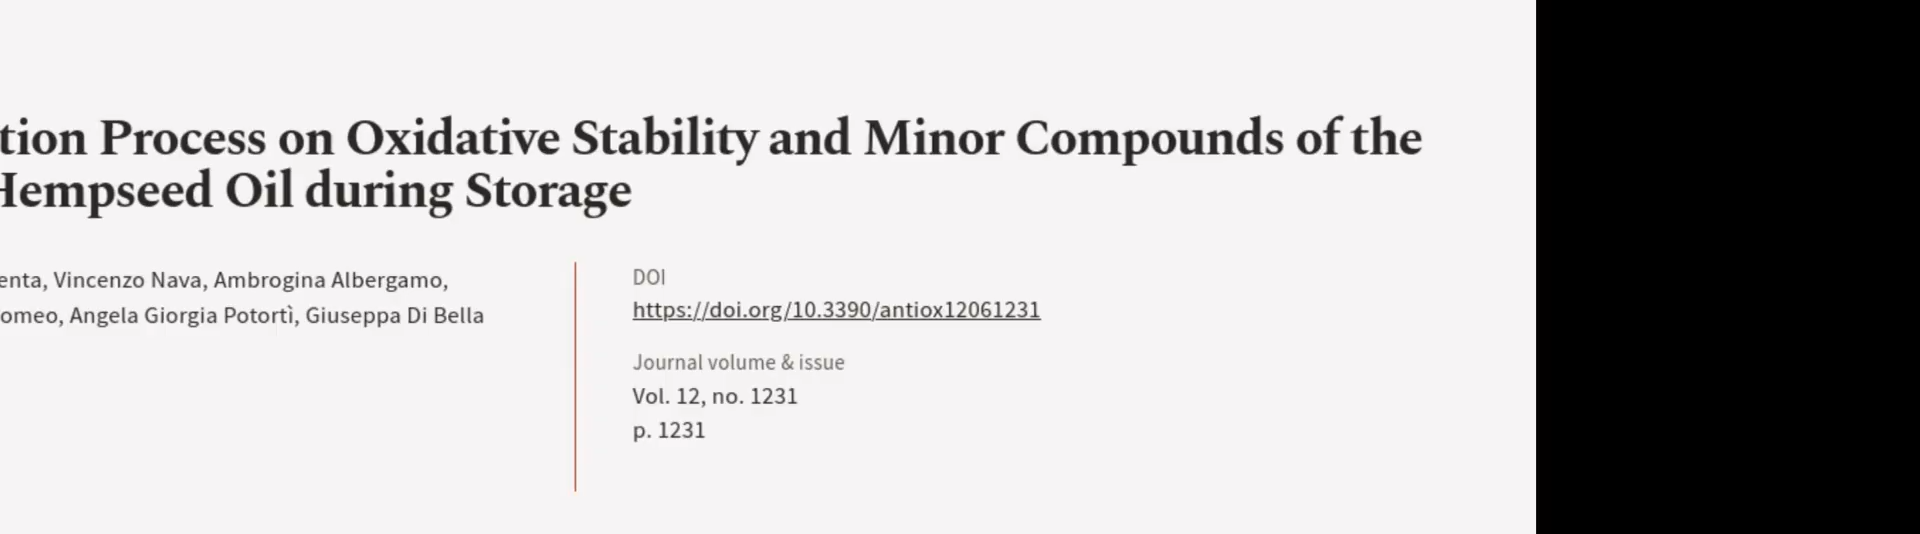 tion Process on Oxidative Stability and Minor Compounds of the
Hempseed Oil during Storage
enta, Vincenzo Nava, Ambrogina Albergamo,
omeo, Angela Giorgia Potortì, Giuseppa Di Bella
DOI
https://doi.org/10.3390/antiox12061231
Journal volume & issue
Vol. 12, no. 1231
p. 1231